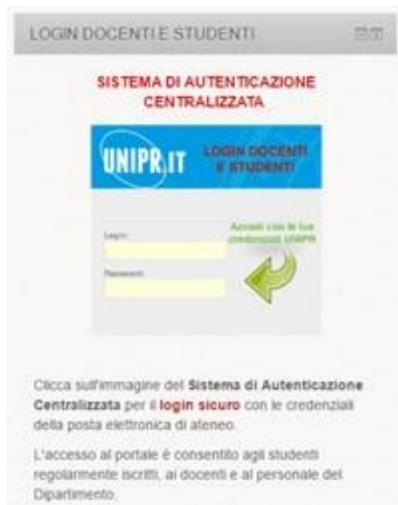 LOGIN DOCENTI E STUDENTI
SISTEMA DI AUTENTICAZIONE
CENTRALIZZATA
UNIPR.IT
LOGIN DOCENTI
E STUDENTI
Accedi con le tue
credenziali UNIPR
Login:
Password:
Clicca sull'immagine del Sistema di Autenticazione
Centralizzata per il login sicuro con le credenziali
della posta elettronica di ateneo.
L'accesso al portale è consentito agli studenti
regolarmente iscritti, ai docenti e al personale del
Dipartimento.